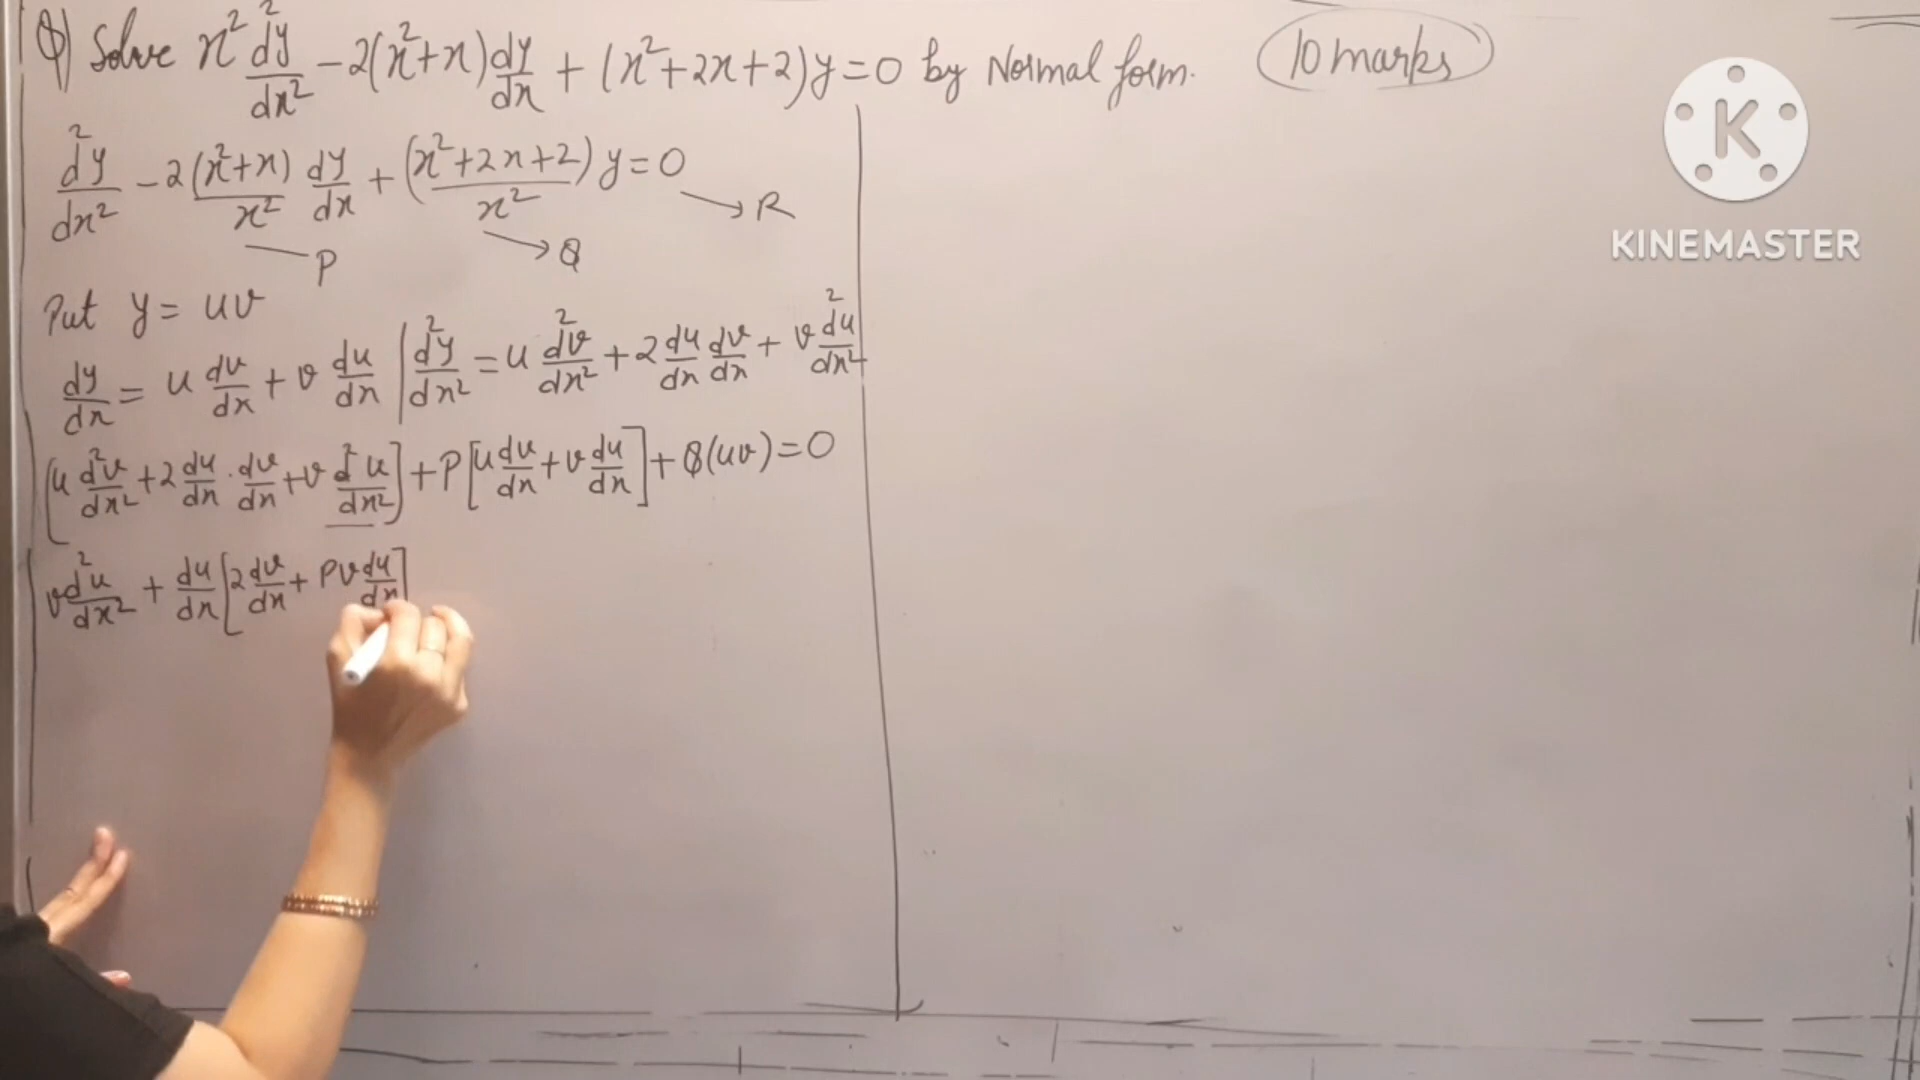 Q) Solve x² d²y/dx² - 2(x²+x) dy/dx + (x²+2x+2)y = 0 by Normal form. 10 marks
d²y/dx² - 2(x²+x)/x² dy/dx + (x²+2x+2)/x² y = 0 → R
P → Q
Put y = uv
dy/dx = u dv/dx + v du/dx | d²y/dx² = u d²v/dx² + 2 du/dx dv/dx + v d²u/dx²
[u d²v/dx² + 2 du/dx . dv/dx + v d²u/dx²] + P[u dv/dx + v du/dx] + Q(uv) = 0
v d²u/dx² + du/dx [2 dv/dx + Pv du/dx]
K
KINEMASTER